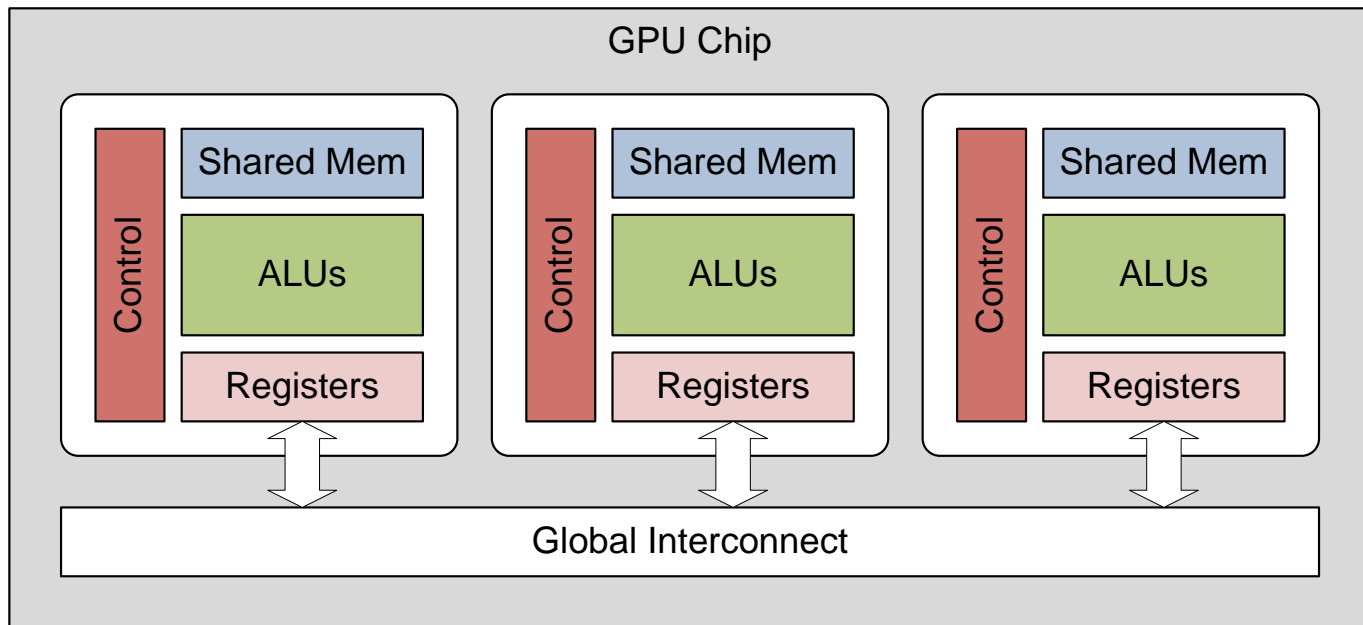 GPU Chip
Control
Shared Mem
ALUs
Registers
Control
Shared Mem
ALUs
Registers
Control
Shared Mem
ALUs
Registers
Global Interconnect